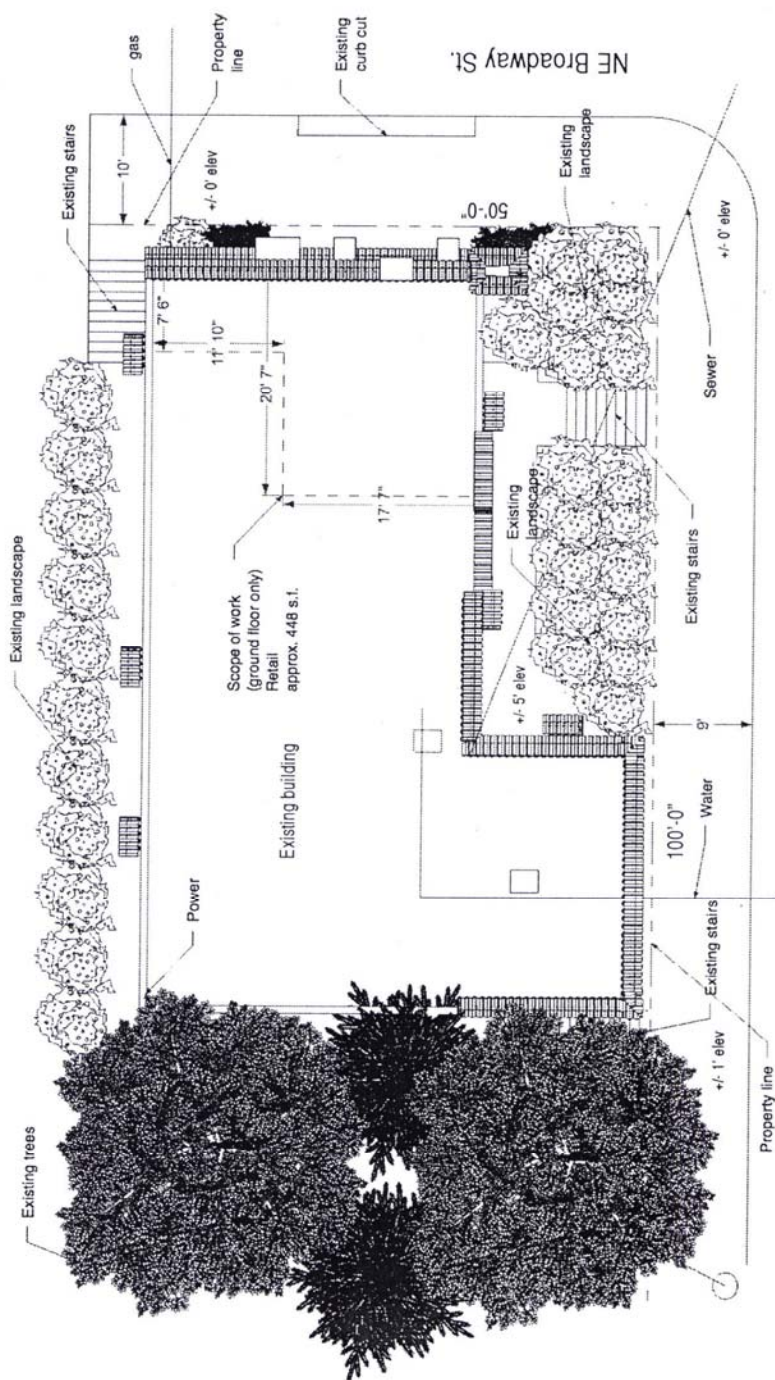 Existing trees
Existing landscape
Existing stairs
gas
Property
line
Existing
curb cut
NE Broadway St.
10'
+/- 0' elev
50'-0"
7' 6"
11' 10"
20' 7"
17' 7"
Power
Existing building
Scope of work
(ground floor only)
Retail
approx. 448 s.f.
Existing
landscape
Existing
landscape
+/- 0' elev
Sewer
Existing stairs
+/- 5' elev
9'
100'-0"
Water
Existing stairs
+/- 1' elev
Property line